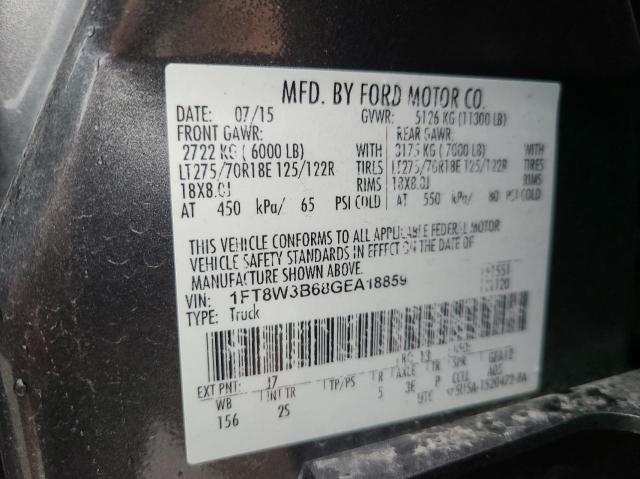 MFD. BY FORD MOTOR CO.
DATE: 07/15 GVWR: 5126 KG (11300 LB)
FRONT GAWR: REAR GAWR:
2722 KG (6000 LB) WITH 3175 KG (7000 LB) WITH
LT275/70R18E 125/122R TIRES LT275/70R18E 125/122R TIRES
18X8.0J RIMS 18X8.0J RIMS
AT 450 kPa/ 65 PSI COLD AT 550 kPa/ 80 PSI COLD
THIS VEHICLE CONFORMS TO ALL APPLICABLE FEDERAL MOTOR
VEHICLE SAFETY STANDARDS IN EFFECT ON THE DATE OF
MANUFACTURE SHOWN ABOVE.
VIN: 1FT8W3B68GEA18859
TYPE: Truck
EXT PNT: J7 RC: 13
WB INT TR TP/PS R AXLE TR SPR
156 2S 5 3E P
UTC